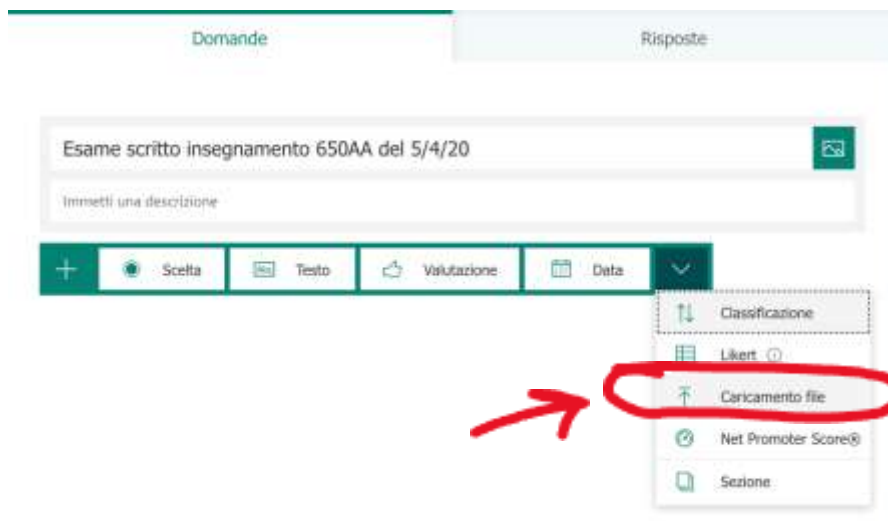 Domande
Risposte
Esame scritto insegnamento 650AA del 5/4/20
Immetti una descrizione
Scelta
Testo
Valutazione
Data
Classificazione
Likert
Caricamento file
Net Promoter Score®
Sezione